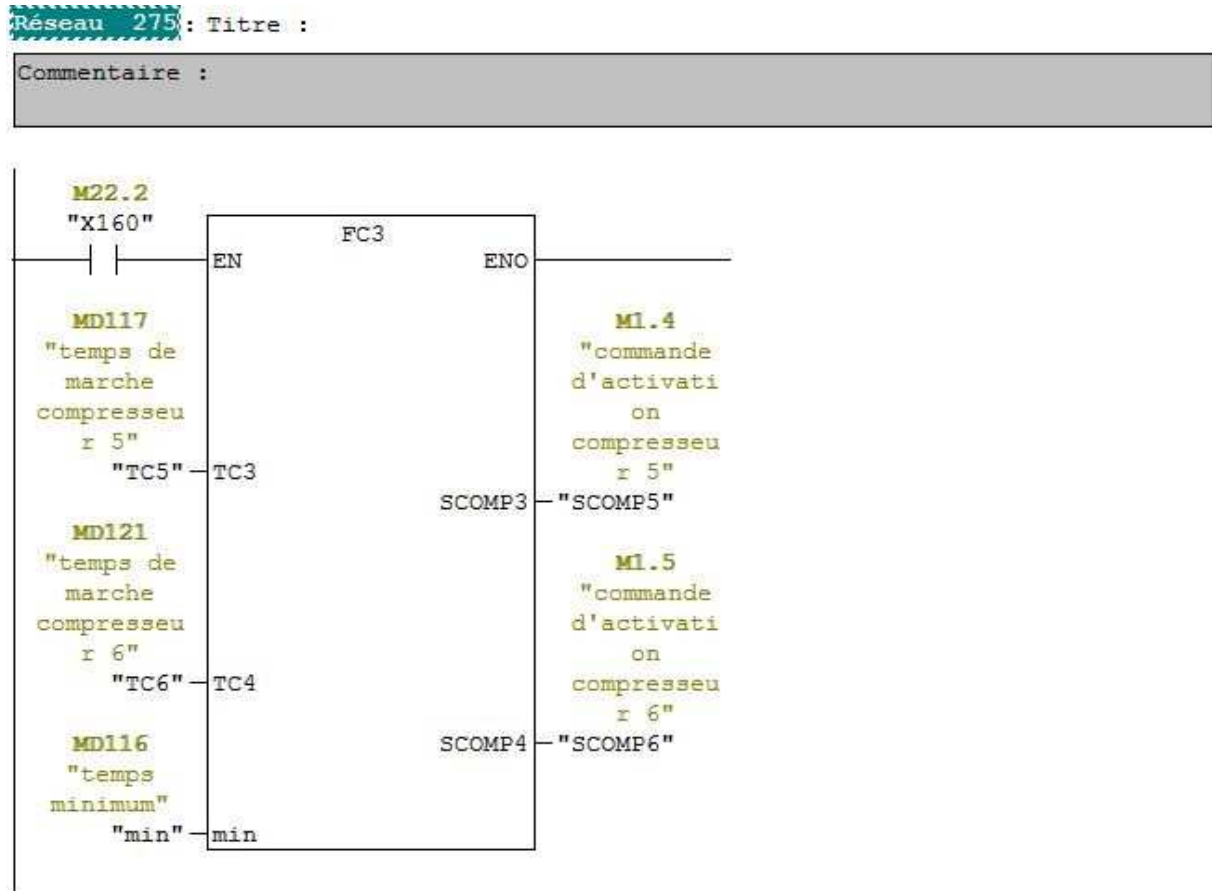 Réseau 275 : Titre :
Commentaire :
M22.2
"X160"
FC3
EN
ENO
MD117
"temps de
marche
compresseu
r 5"
"TC5"
TC3
M1.4
"commande
d'activati
on
compresseu
r 5"
SCOMP3
"SCOMP5"
MD121
"temps de
marche
compresseu
r 6"
"TC6"
TC4
M1.5
"commande
d'activati
on
compresseu
r 6"
SCOMP4
"SCOMP6"
MD116
"temps
minimum"
"min"
min